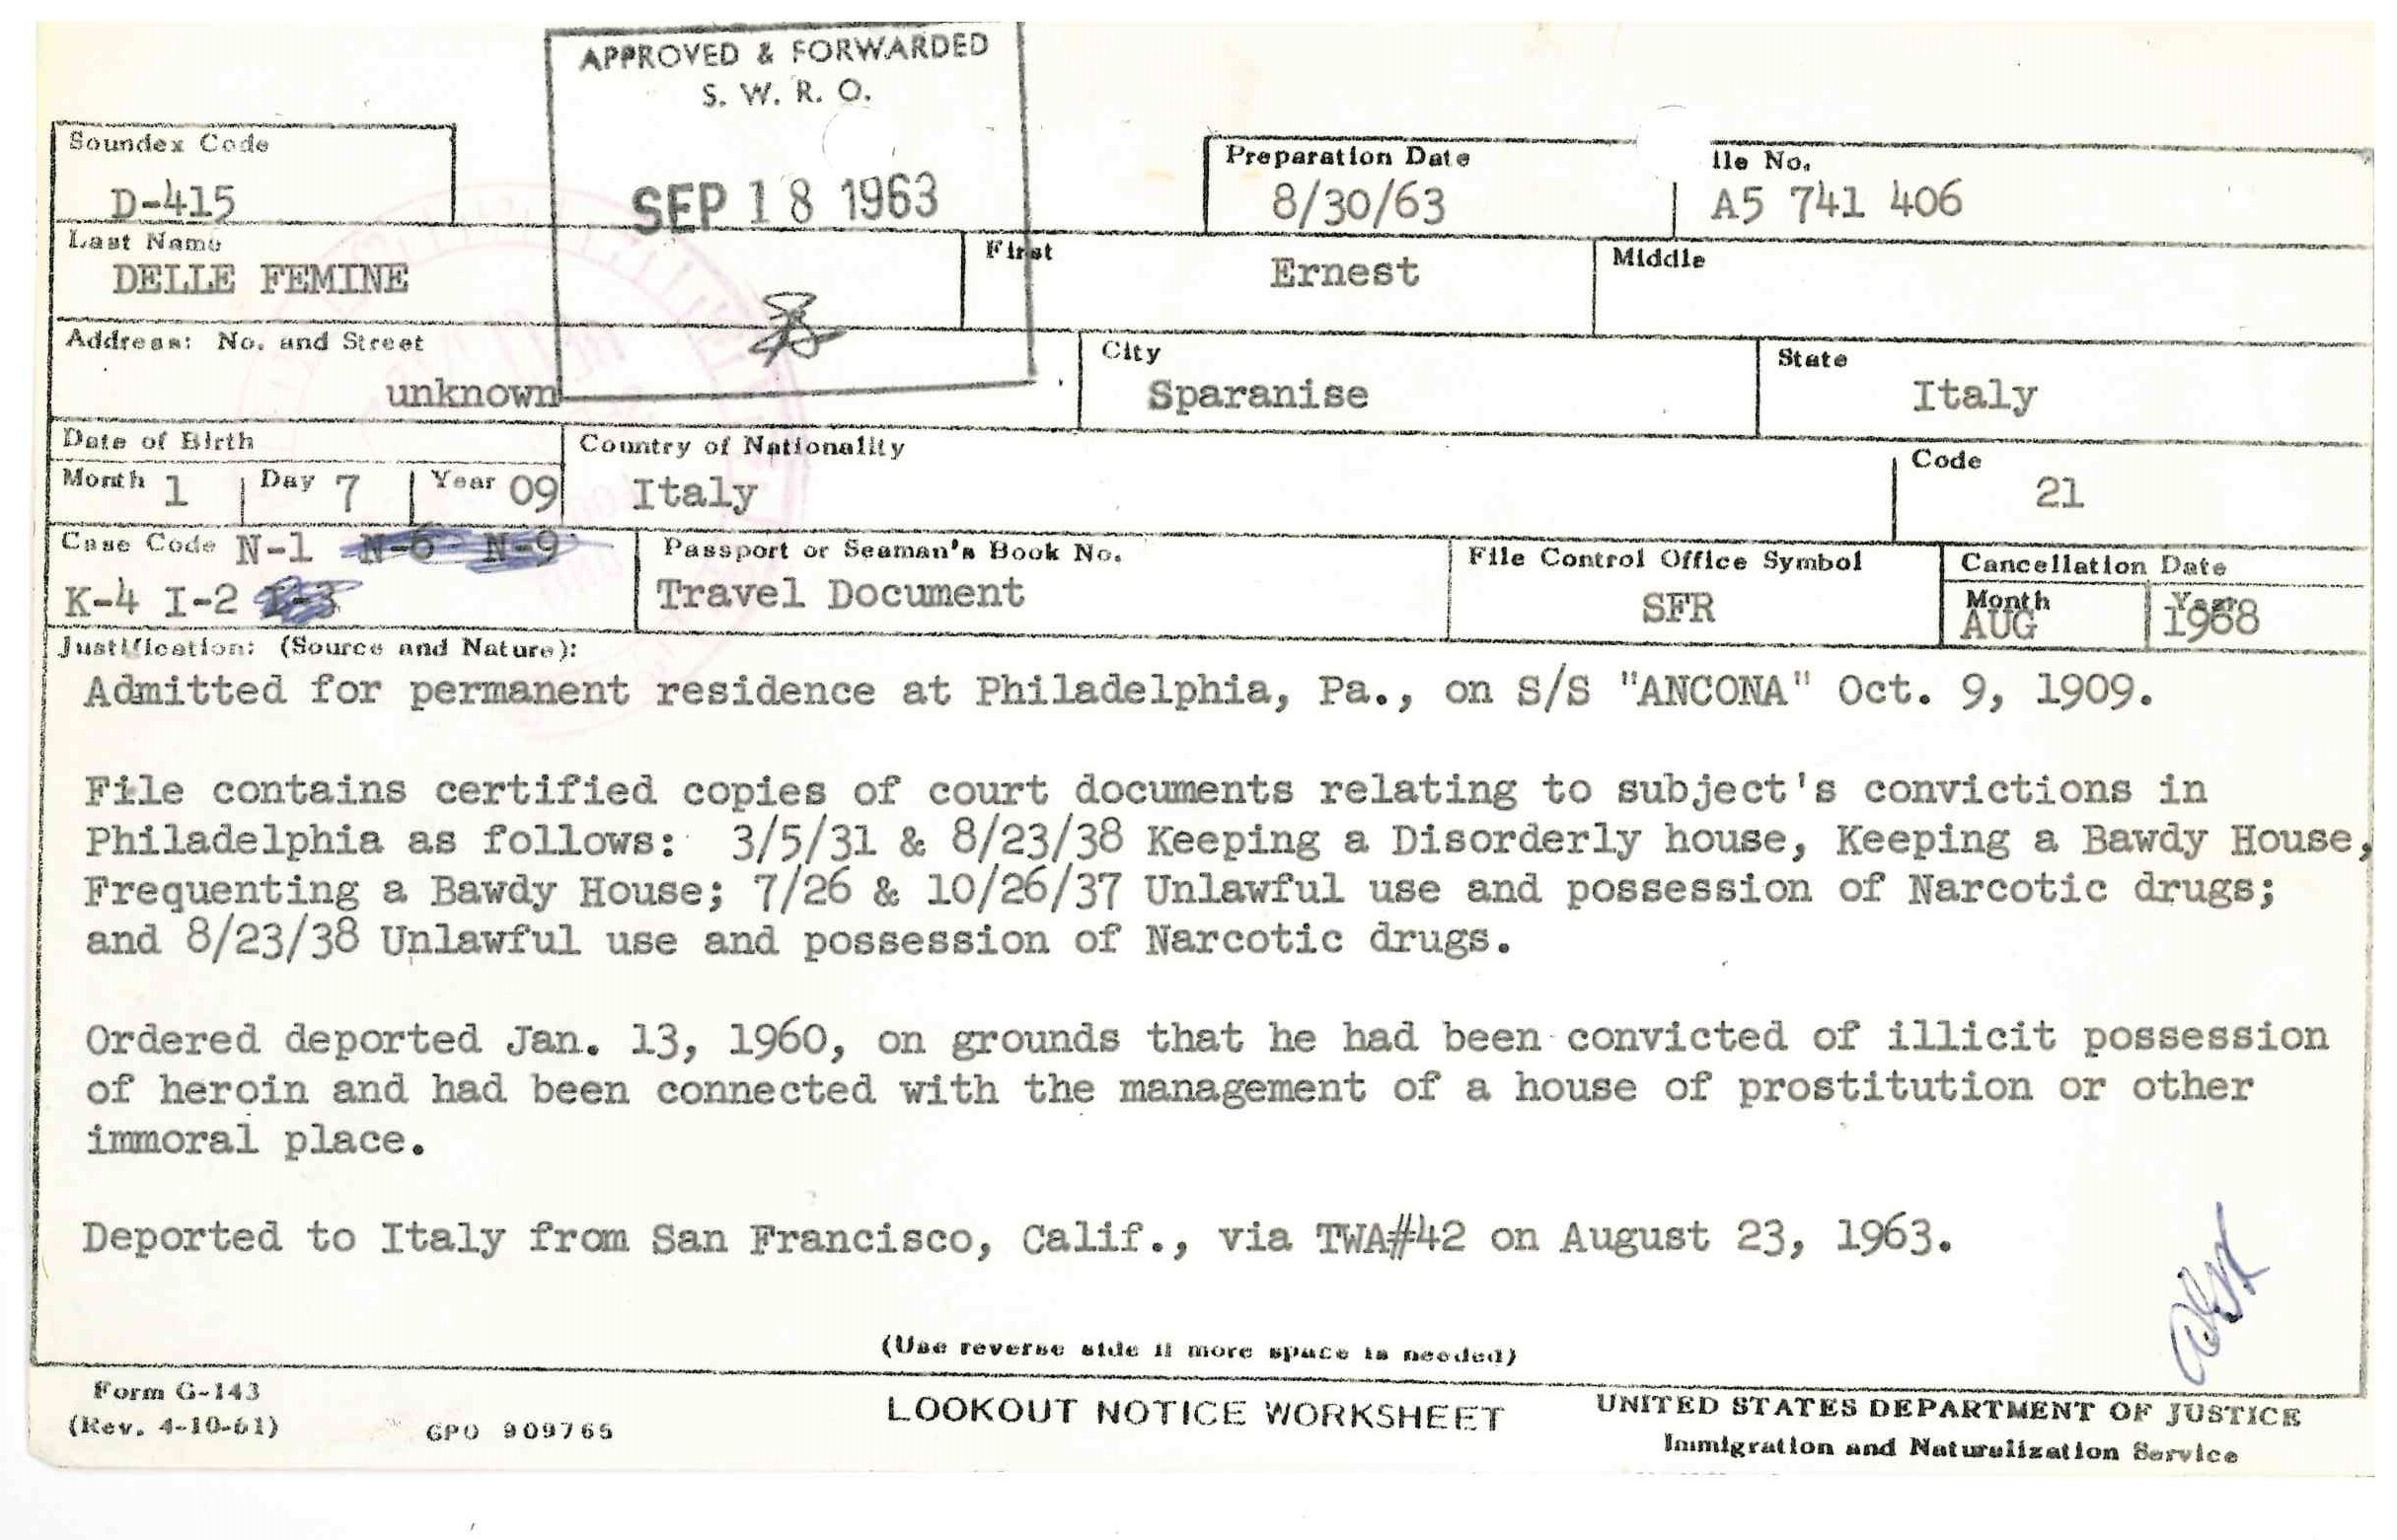 APPROVED & FORWARDED
S. W. R. O.
SEP 18 1963
Soundex Code
D-415
Preparation Date
8/30/63
ile No.
A5 741 406
Last Name
DELLE FEMINE
First
Ernest
Middle
Address: No. and Street
unknown
City
Sparanise
State
Italy
Date of Birth
Month 1 Day 7 Year 09
Country of Nationality
Italy
Code
21
Case Code N-1 N-6 N-9
K-4 I-2 I-3
Passport or Seaman's Book No.
Travel Document
File Control Office Symbol
SFR
Cancellation Date
Month Year
AUG 1968
Justification: (Source and Nature):
Admitted for permanent residence at Philadelphia, Pa., on S/S "ANCONA" Oct. 9, 1909.
File contains certified copies of court documents relating to subject's convictions in
Philadelphia as follows: 3/5/31 & 8/23/38 Keeping a Disorderly house, Keeping a Bawdy House,
Frequenting a Bawdy House; 7/26 & 10/26/37 Unlawful use and possession of Narcotic drugs;
and 8/23/38 Unlawful use and possession of Narcotic drugs.
Ordered deported Jan. 13, 1960, on grounds that he had been convicted of illicit possession
of heroin and had been connected with the management of a house of prostitution or other
immoral place.
Deported to Italy from San Francisco, Calif., via TWA#42 on August 23, 1963.
(Use reverse side if more space is needed)
Form G-143
(Rev. 4-10-61)
GPO 909765
LOOKOUT NOTICE WORKSHEET
UNITED STATES DEPARTMENT OF JUSTICE
Immigration and Naturalization Service